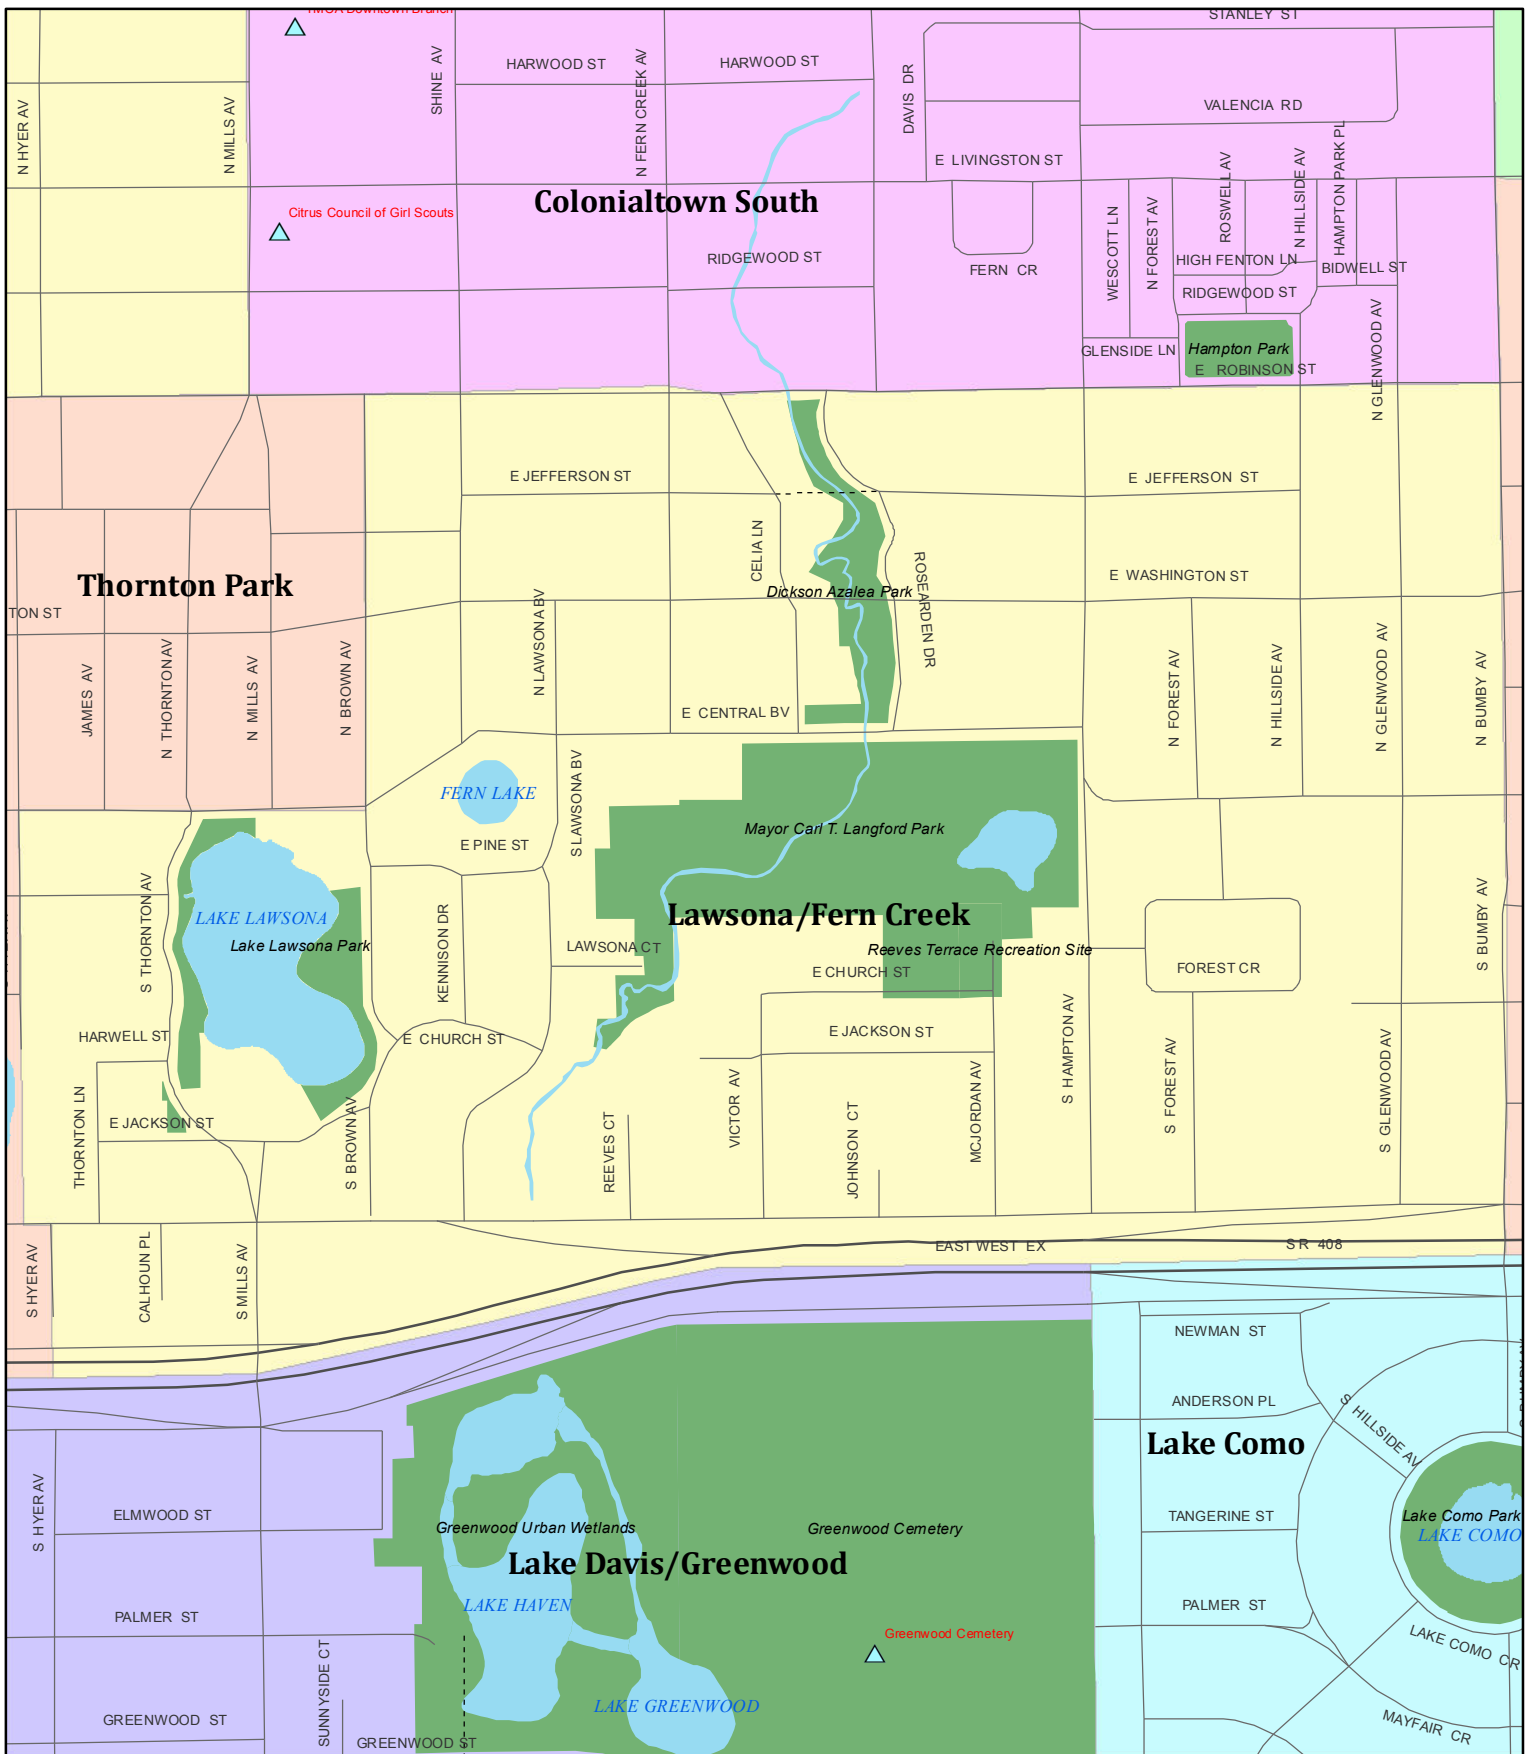 YMCA Downtown Branch
STANLEY ST
HARWOOD ST
HARWOOD ST
SHINE AV
N FERN CREEK AV
DAVIS DR
VALENCIA RD
N HYER AV
N MILLS AV
E LIVINGSTON ST
ROSWELL AV
N HILLSIDE AV
HAMPTON PARK PL
Colonialtown South
Citrus Council of Girl Scouts
WESCOTT LN
N FOREST AV
RIDGEWOOD ST
FERN CR
HIGH FENTON LN
BIDWELL ST
RIDGEWOOD ST
GLENSIDE LN
Hampton Park
E ROBINSON ST
N GLENWOOD AV
E JEFFERSON ST
E JEFFERSON ST
CELIA LN
ROSEARDEN DR
E WASHINGTON ST
Thornton Park
Dickson Azalea Park
TON ST
N LAWSONA BV
JAMES AV
N THORNTON AV
N MILLS AV
N BROWN AV
E CENTRAL BV
N FOREST AV
N HILLSIDE AV
N GLENWOOD AV
N BUMBY AV
FERN LAKE
S LAWSONA BV
E PINE ST
Mayor Carl T. Langford Park
Lawsona/Fern Creek
S THORNTON AV
LAKE LAWSONA
Lake Lawsona Park
KENNISON DR
LAWSONA CT
Reeves Terrace Recreation Site
E CHURCH ST
FOREST CR
S BUMBY AV
HARWELL ST
E CHURCH ST
E JACKSON ST
S HAMPTON AV
S FOREST AV
S GLENWOOD AV
THORNTON LN
E JACKSON ST
S BROWN AV
REEVES CT
VICTOR AV
JOHNSON CT
MCJORDAN AV
S HYER AV
CALHOUN PL
S MILLS AV
EAST WEST EX
SR 408
NEWMAN ST
ANDERSON PL
S HILLSIDE AV
Lake Como
S HYER AV
ELMWOOD ST
Greenwood Urban Wetlands
Greenwood Cemetery
TANGERINE ST
Lake Como Park
LAKE COMO
Lake Davis/Greenwood
LAKE HAVEN
PALMER ST
PALMER ST
Greenwood Cemetery
LAKE COMO CR
SUNNYSIDE CT
LAKE GREENWOOD
GREENWOOD ST
GREENWOOD ST
MAYFAIR CR